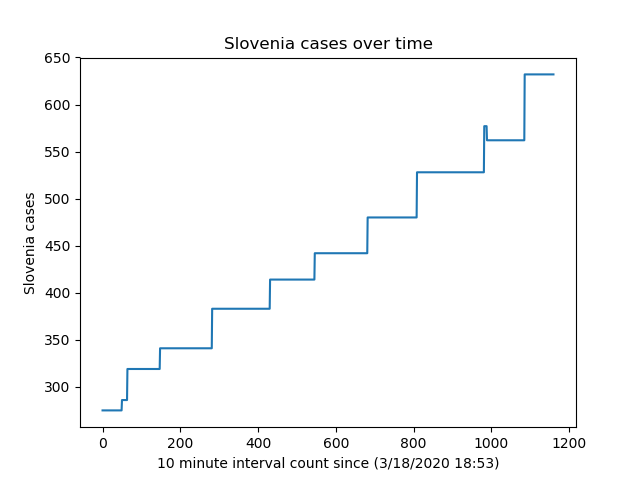 Slovenia cases over time
650
600
550
500
450
400
350
300
Slovenia cases
0 200 400 600 800 1000 1200
10 minute interval count since (3/18/2020 18:53)